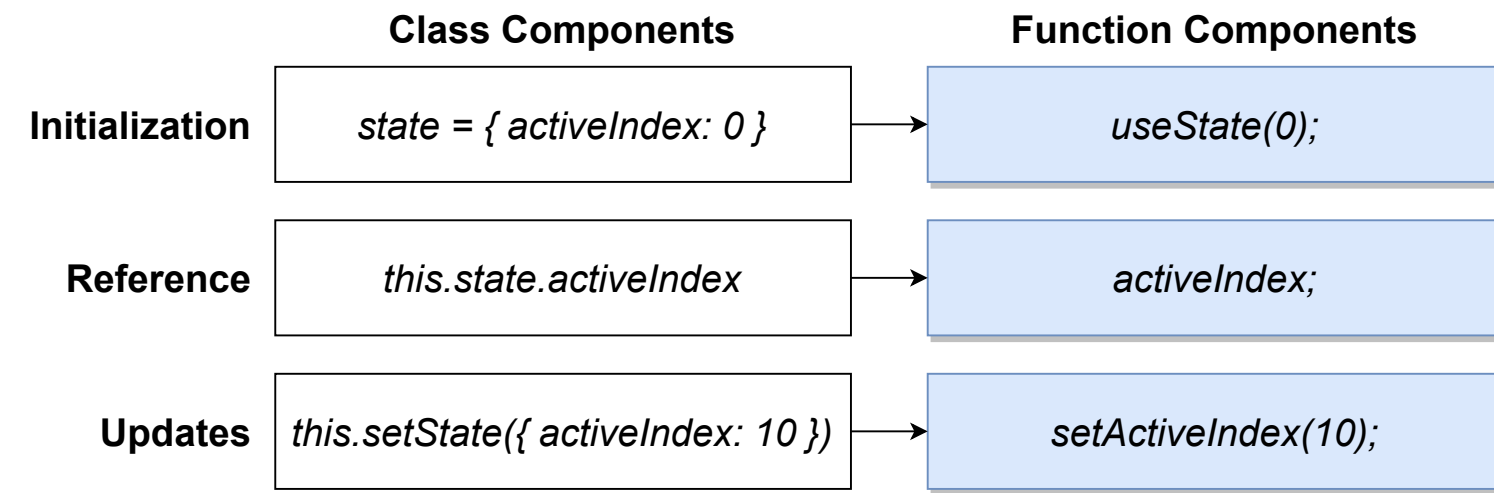 Class Components Function Components
Initialization state = { activeIndex: 0 } useState(0);
Reference this.state.activeIndex activeIndex;
Updates this.setState({ activeIndex: 10 }) setActiveIndex(10);